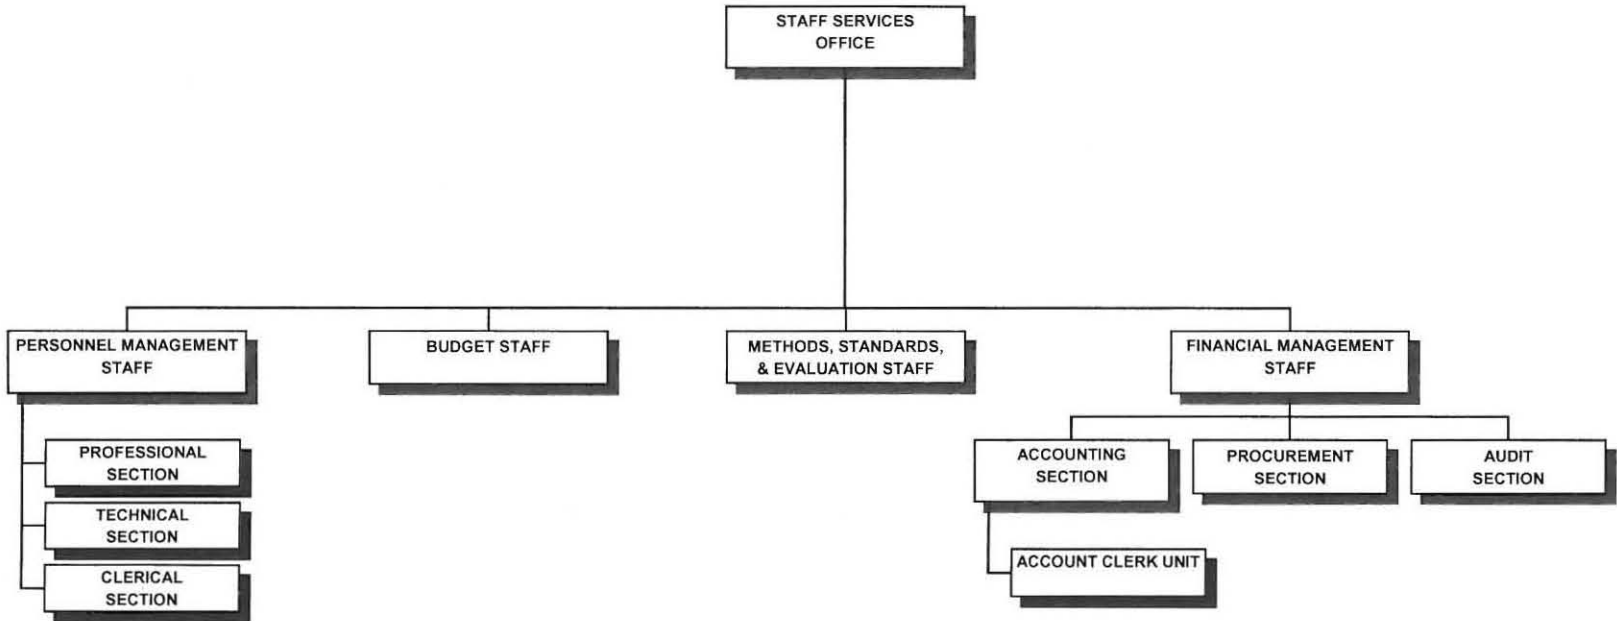 STAFF SERVICES
OFFICE
PERSONNEL MANAGEMENT
STAFF
BUDGET STAFF
METHODS, STANDARDS,
& EVALUATION STAFF
FINANCIAL MANAGEMENT
STAFF
PROFESSIONAL
SECTION
TECHNICAL
SECTION
CLERICAL
SECTION
ACCOUNTING
SECTION
PROCUREMENT
SECTION
AUDIT
SECTION
ACCOUNT CLERK UNIT